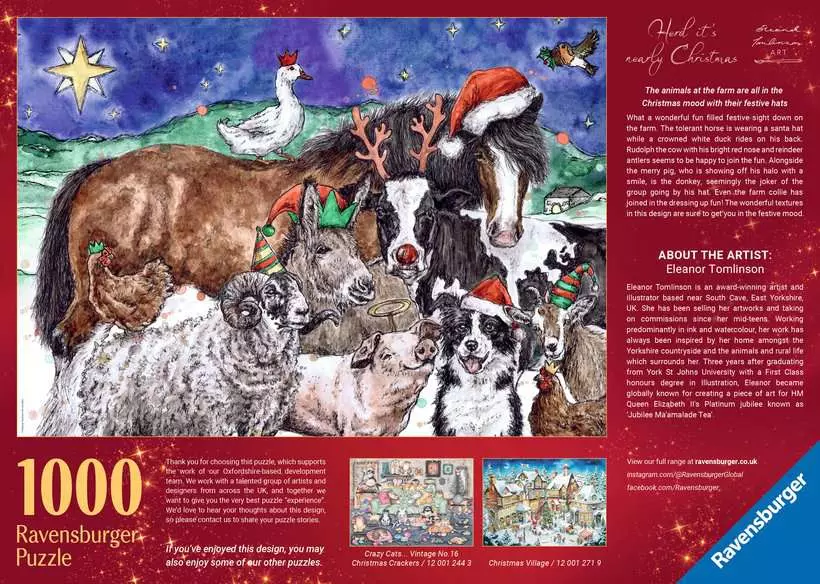 Herd it's
nearly Christmas
Eleanor
Tomlinson
ART
The animals at the farm are all in the
Christmas mood with their festive hats
What a wonderful fun filled festive sight down on
the farm. The tolerant horse is wearing a santa hat
while a crowned white duck rides on his back.
Rudolph the cow with his bright red nose and reindeer
antlers seems to be happy to join the fun. Alongside
the merry pig, who is showing off his halo with a
smile, is the donkey, seemingly the joker of the
group going by his hat. Even the farm collie has
joined in the dressing up fun! The wonderful textures
in this design are sure to get you in the festive mood.
ABOUT THE ARTIST:
Eleanor Tomlinson
Eleanor Tomlinson is an award-winning artist and
illustrator based near South Cave, East Yorkshire,
UK. She has been selling her artworks and taking
on commissions since her mid-teens. Working
predominantly in ink and watercolour, her work has
always been inspired by her home amongst the
Yorkshire countryside and the animals and rural life
which surrounds her. Three years after graduating
from York St Johns University with a First Class
honours degree in Illustration, Eleanor became
globally known for creating a piece of art for HM
Queen Elizabeth II's Platinum jubilee known as
'Jubilee Ma'amalade Tea'.
1000
Ravensburger
Puzzle
Thank you for choosing this puzzle, which supports
the work of our Oxfordshire-based development
team. We work with a talented group of artists and
designers from across the UK, and together we
want to give you the very best puzzle "experience".
We'd love to hear your thoughts about this design,
so please contact us to share your puzzle stories.
If you've enjoyed this design, you may
also enjoy some of our other puzzles.
Crazy Cats... Vintage No.16
Christmas Crackers / 12 001 244 3
Christmas Village / 12 001 271 9
View our full range at ravensburger.co.uk
instagram.com/@RavensburgerGlobal
facebook.com/Ravensburger_
Ravensburger